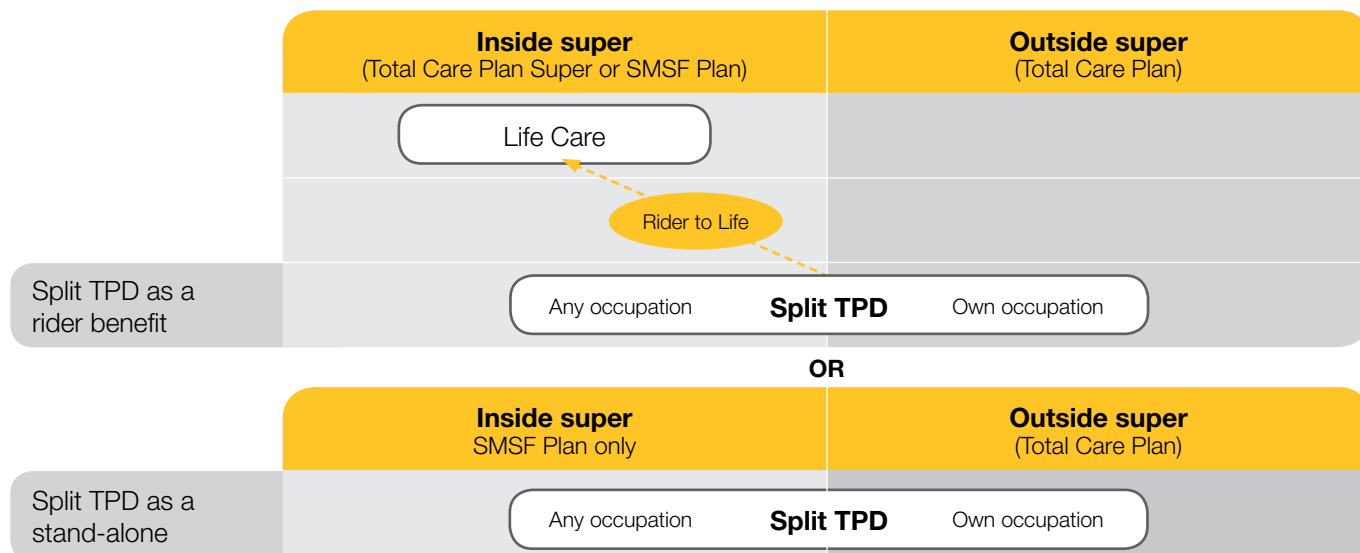 Inside super
(Total Care Plan Super or SMSF Plan)
Outside super
(Total Care Plan)
Life Care
Rider to Life
Split TPD as a
rider benefit
Any occupation
Split TPD
Own occupation
OR
Inside super
SMSF Plan only
Outside super
(Total Care Plan)
Split TPD as a
stand-alone
Any occupation
Split TPD
Own occupation